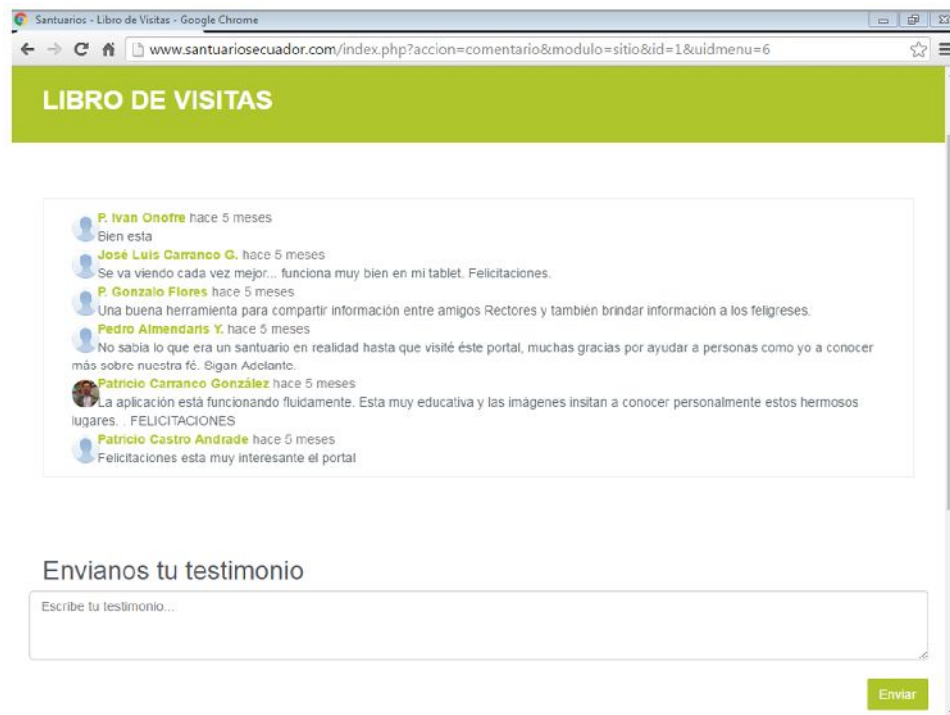 Santuarios - Libro de Visitas - Google Chrome
www.santuariosecuador.com/index.php?accion=comentario&modulo=sitio&id=1&uidmenu=6
LIBRO DE VISITAS
P. Ivan Onofre hace 5 meses
Bien esta
José Luis Carranco G. hace 5 meses
Se va viendo cada vez mejor... funciona muy bien en mi tablet. Felicitaciones.
P. Gonzalo Flores hace 5 meses
Una buena herramienta para compartir información entre amigos Rectores y también brindar información a los feligreses.
Pedro Almendaris Y. hace 5 meses
No sabia lo que era un santuario en realidad hasta que visité éste portal, muchas gracias por ayudar a personas como yo a conocer
más sobre nuestra fé. Sigan Adelante.
Patricio Carranco González hace 5 meses
La aplicación está funcionando fluidamente. Esta muy educativa y las imágenes insitan a conocer personalmente estos hermosos
lugares. . FELICITACIONES
Patricio Castro Andrade hace 5 meses
Felicitaciones esta muy interesante el portal
Envianos tu testimonio
Escribe tu testimonio...
Enviar